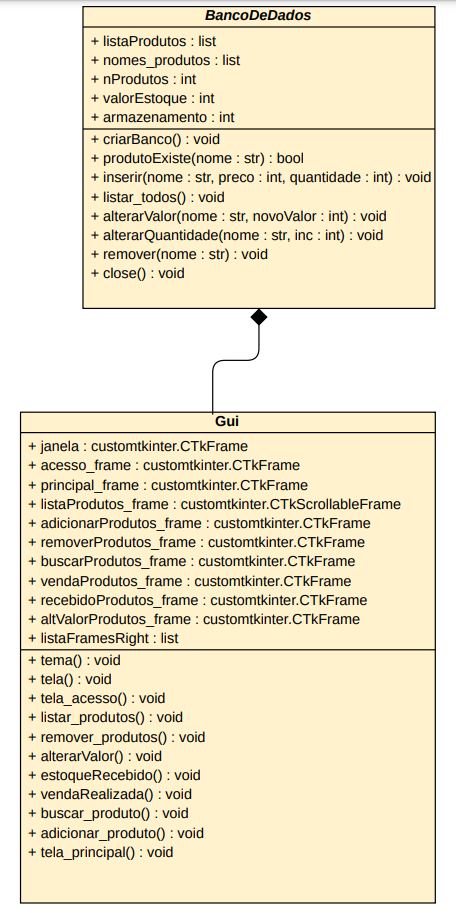 BancoDeDados
+ listaProdutos : list
+ nomes_produtos : list
+ nProdutos : int
+ valorEstoque : int
+ armazenamento : int
+ criarBanco() : void
+ produtoExiste(nome : str) : bool
+ inserir(nome : str, preco : int, quantidade : int) : void
+ listar_todos() : void
+ alterarValor(nome : str, novoValor : int) : void
+ alterarQuantidade(nome : str, inc : int) : void
+ remover(nome : str) : void
+ close() : void
Gui
+ janela : customtkinter.CTkFrame
+ acesso_frame : customtkinter.CTkFrame
+ principal_frame : customtkinter.CTkFrame
+ listaProdutos_frame : customtkinter.CTkScrollableFrame
+ adicionarProdutos_frame : customtkinter.CTkFrame
+ removerProdutos_frame : customtkinter.CTkFrame
+ buscarProdutos_frame : customtkinter.CTkFrame
+ vendaProdutos_frame : customtkinter.CTkFrame
+ recebidoProdutos_frame : customtkinter.CTkFrame
+ altValorProdutos_frame : customtkinter.CTkFrame
+ listaFramesRight : list
+ tema() : void
+ tela() : void
+ tela_acesso() : void
+ listar_produtos() : void
+ remover_produtos() : void
+ alterarValor() : void
+ estoqueRecebido() : void
+ vendaRealizada() : void
+ buscar_produto() : void
+ adicionar_produto() : void
+ tela_principal() : void